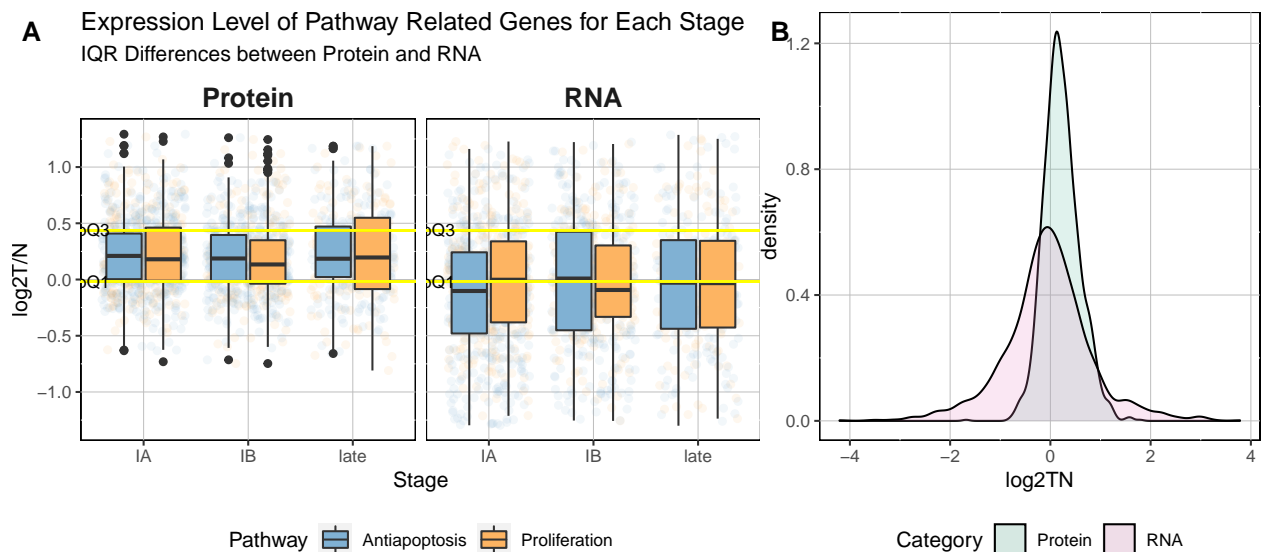 A
Expression Level of Pathway Related Genes for Each Stage
IQR Differences between Protein and RNA
Protein
RNA
log2T/N
1.0
0.5
0.0
−0.5
−1.0
Q3
Q1
Q3
Q1
IA
IB
late
IA
IB
late
Stage
Pathway
Antiapoptosis
Proliferation
B
density
1.2
0.8
0.4
0.0
−4
−2
0
2
4
log2TN
Category
Protein
RNA